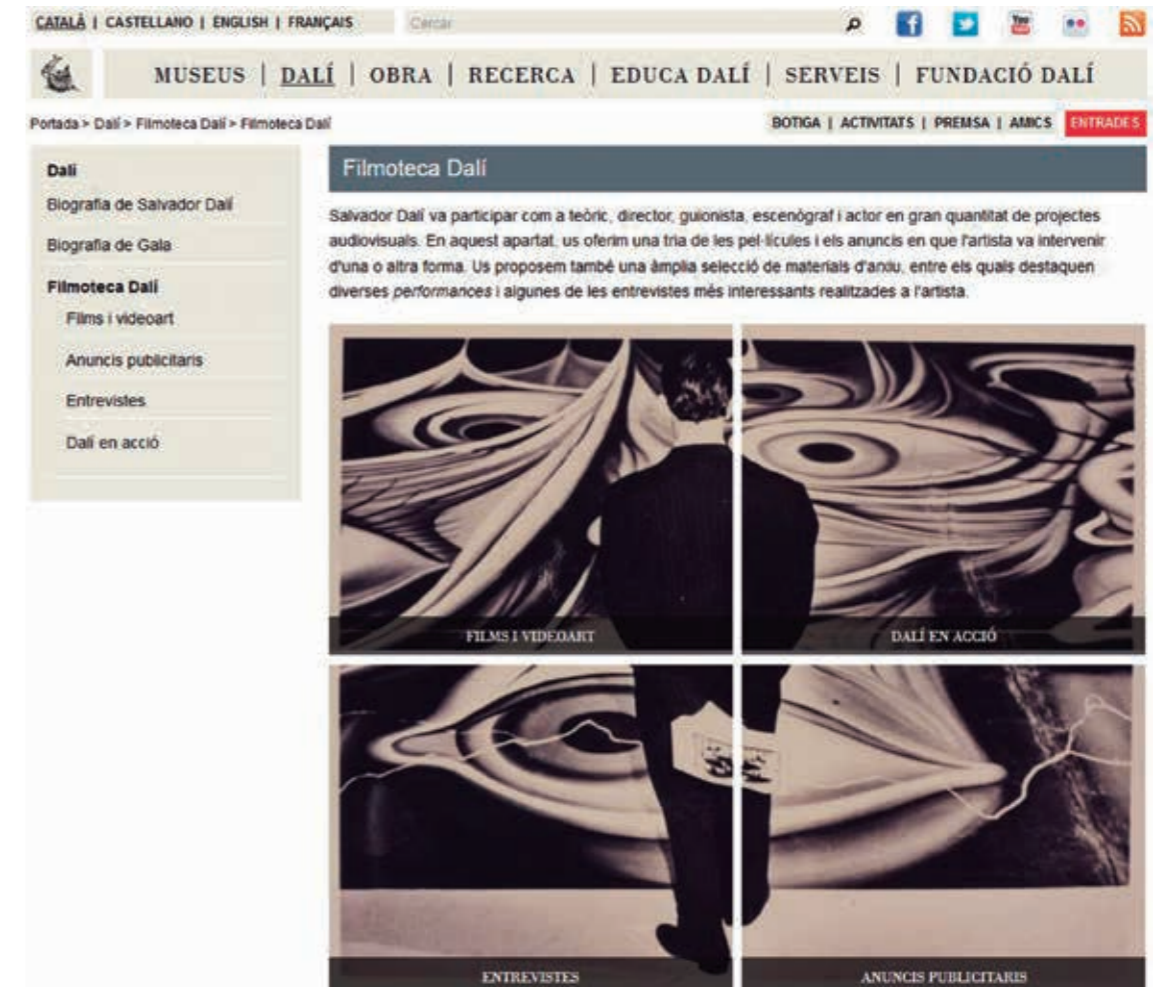 CATALÀ | CASTELLANO | ENGLISH | FRANÇAIS
Cercar
You
MUSEUS | DALÍ | OBRA | RECERCA | EDUCA DALÍ | SERVEIS | FUNDACIÓ DALÍ
Portada > Dalí > Filmoteca Dalí > Filmoteca Dalí
BOTIGA | ACTIVITATS | PREMSA | AMICS ENTRADES
Dalí
Biografia de Salvador Dalí
Biografia de Gala
Filmoteca Dalí
Films i videoart
Anuncis publicitaris
Entrevistes
Dalí en acció
Filmoteca Dalí
Salvador Dalí va participar com a teòric, director, guionista, escenògraf i actor en gran quantitat de projectes
audiovisuals. En aquest apartat, us oferim una tria de les pel·lícules i els anuncis en que l'artista va intervenir
d'una o altra forma. Us proposem també una àmplia selecció de materials d'arxiu, entre els quals destaquen
diverses performances i algunes de les entrevistes més interessants realitzades a l'artista.
FILMS I VIDEOART
DALÍ EN ACCIÓ
ENTREVISTES
ANUNCIS PUBLICITARIS